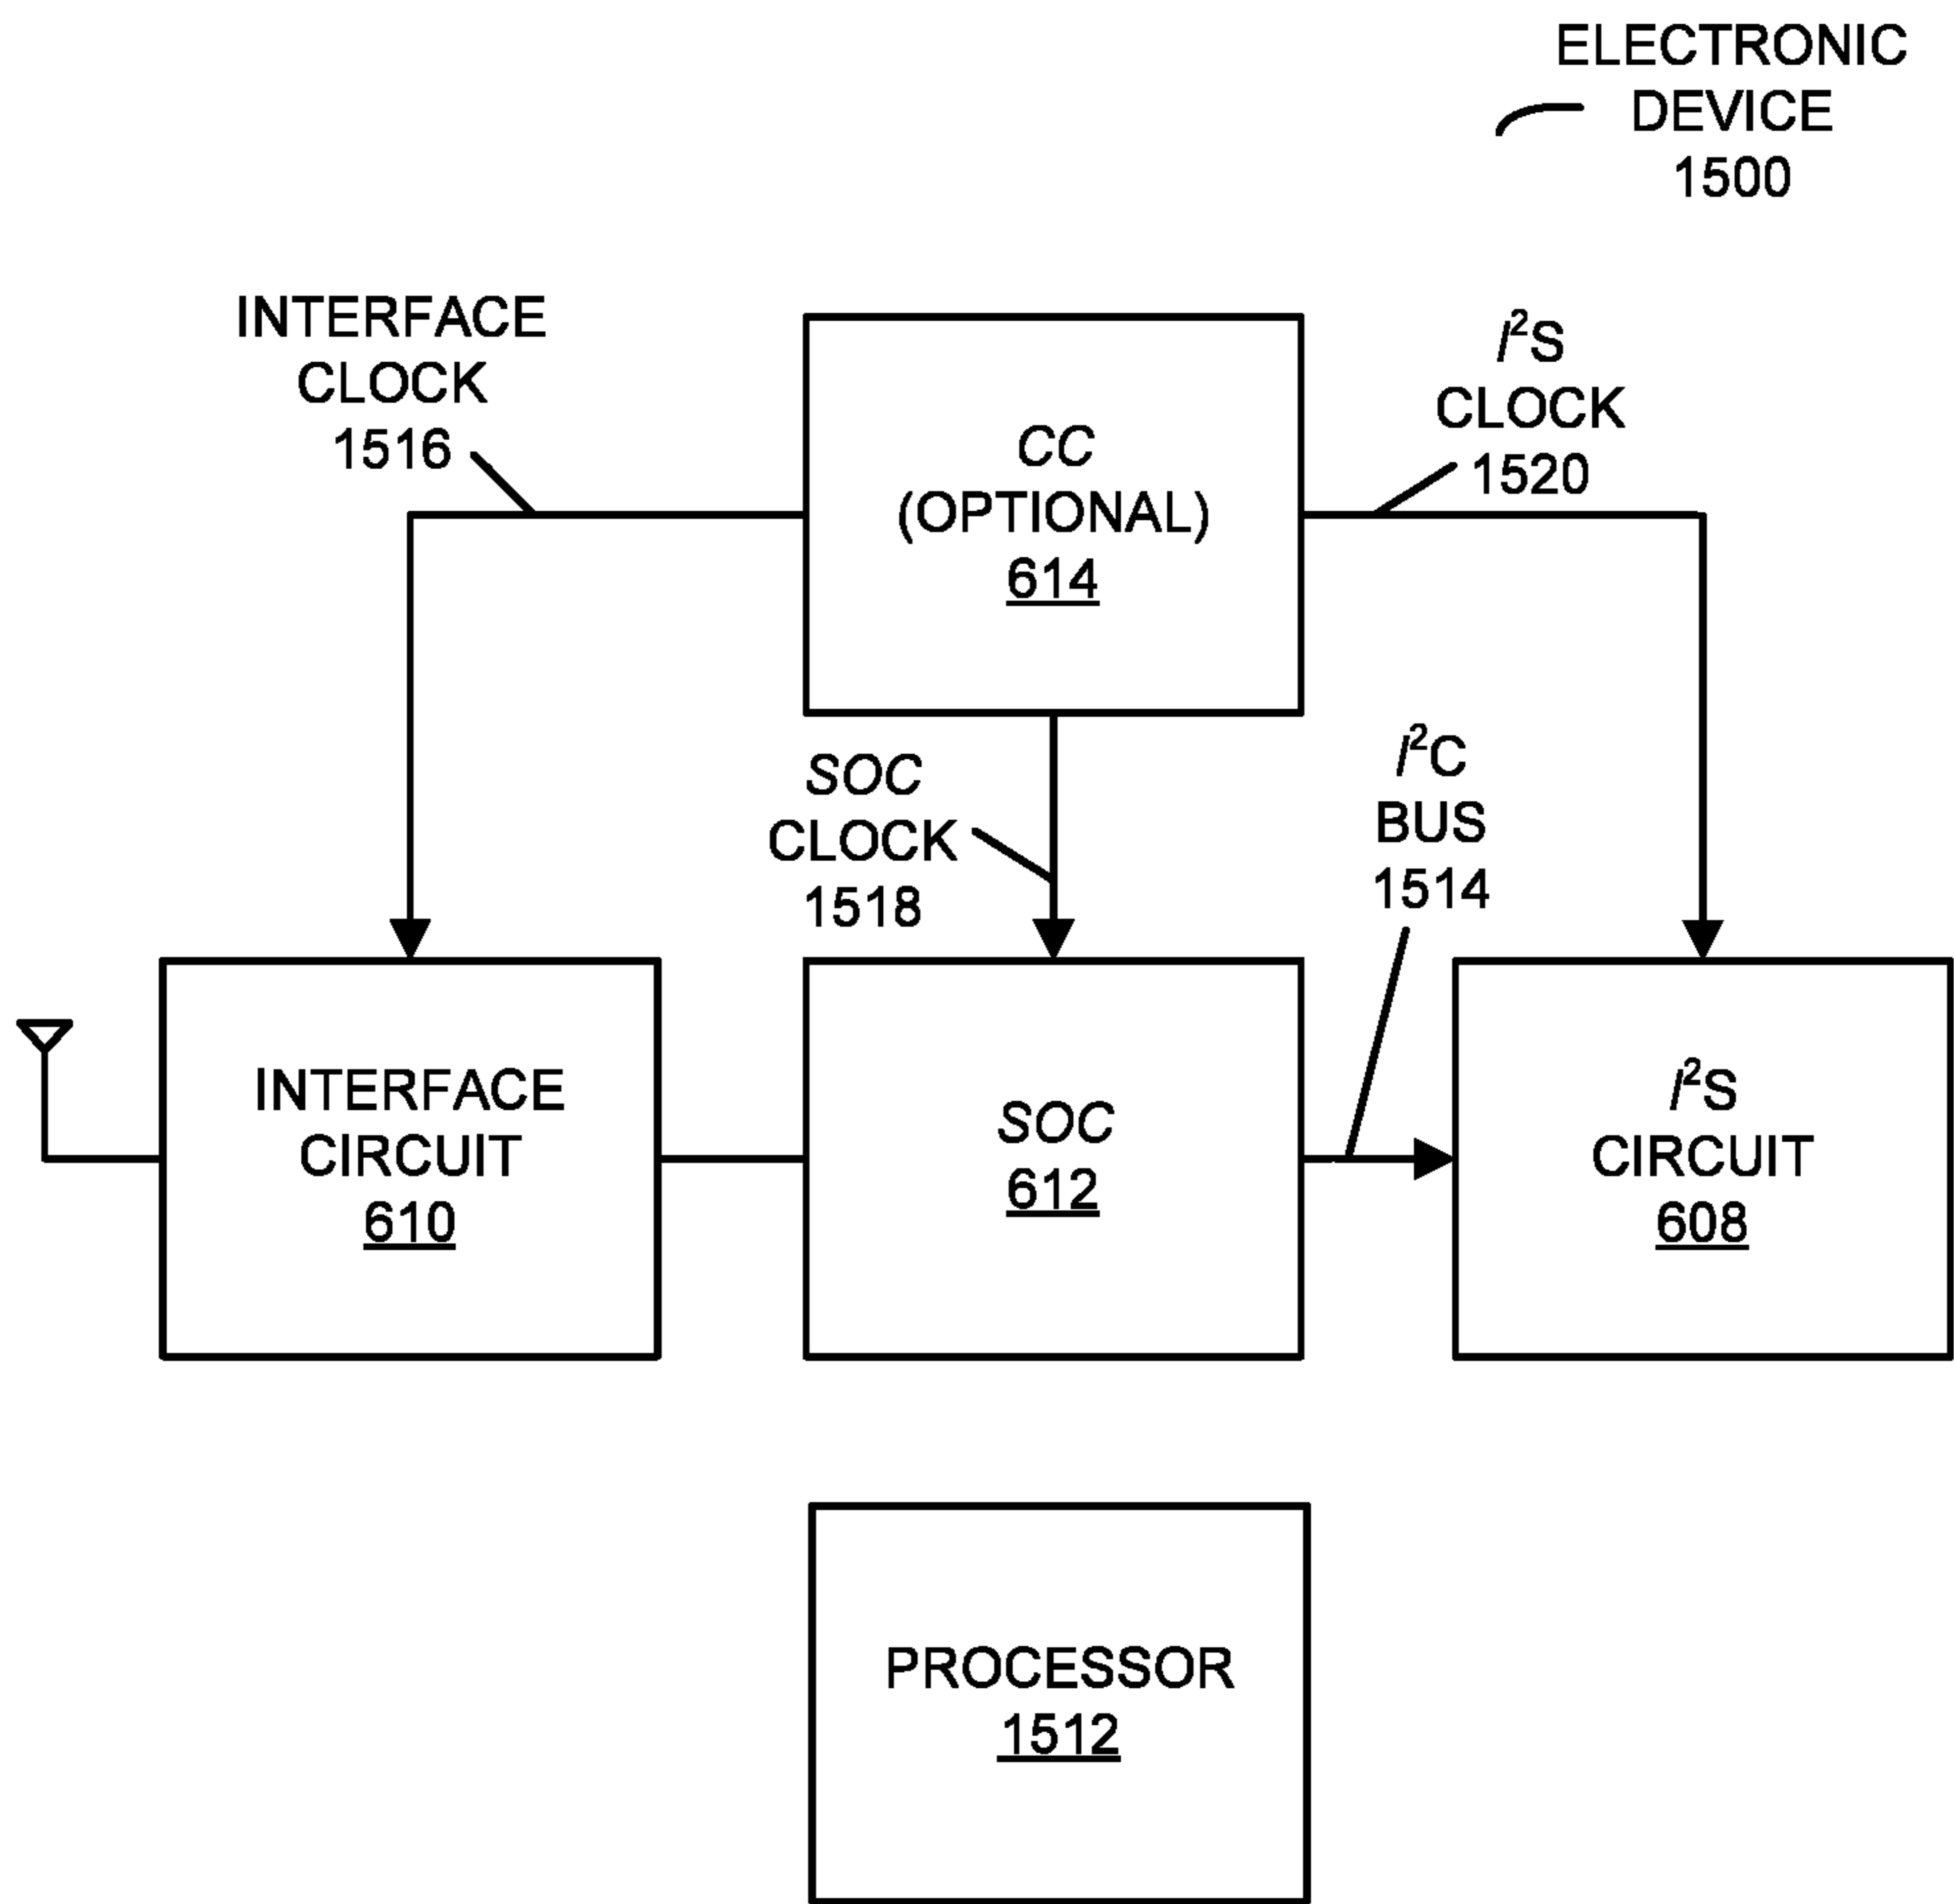 ELECTRONIC
DEVICE
1500
INTERFACE
CLOCK
1516
CC
(OPTIONAL)
614
I²S
CLOCK
1520
SOC
CLOCK
1518
I²C
BUS
1514
INTERFACE
CIRCUIT
610
SOC
612
I²S
CIRCUIT
608
PROCESSOR
1512